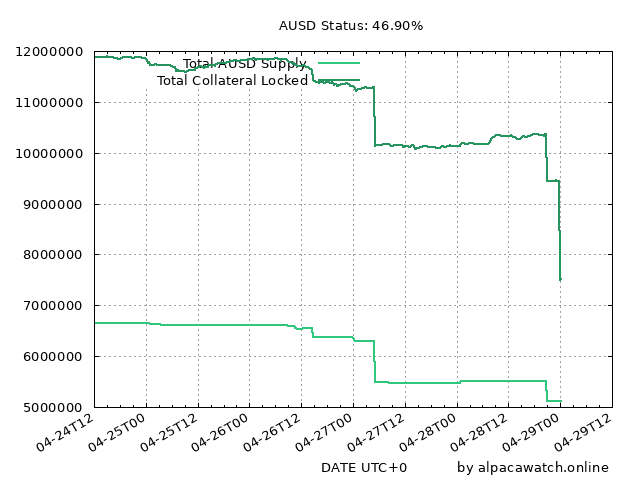 AUSD Status: 46.90%
12000000
11000000
10000000
9000000
8000000
7000000
6000000
5000000
Total AUSD Supply
Total Collateral Locked
04-24T12
04-25T00
04-25T12
04-26T00
04-26T12
04-27T00
04-27T12
04-28T00
04-28T12
04-29T00
04-29T12
DATE UTC+0
by alpacawatch.online